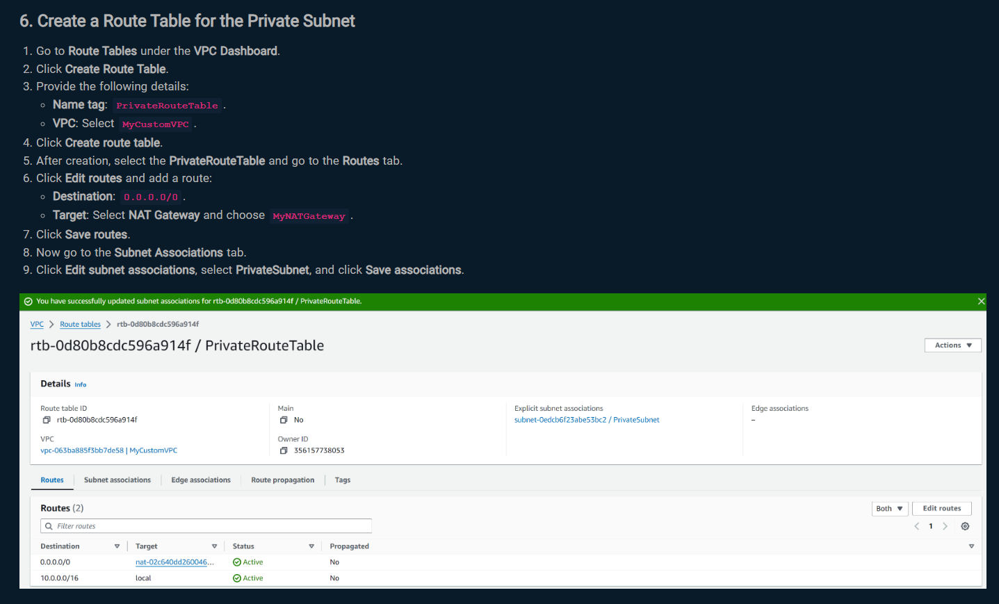 6. Create a Route Table for the Private Subnet
1. Go to Route Tables under the VPC Dashboard.
2. Click Create Route Table.
3. Provide the following details:
Name tag: PrivateRouteTable .
VPC: Select MyCustomVPC .
4. Click Create route table.
5. After creation, select the PrivateRouteTable and go to the Routes tab.
6. Click Edit routes and add a route:
Destination: 0.0.0.0/0 .
Target: Select NAT Gateway and choose MyNATGateway .
7. Click Save routes.
8. Now go to the Subnet Associations tab.
9. Click Edit subnet associations, select PrivateSubnet, and click Save associations.
You have successfully updated subnet associations for rtb-0d80b8cdc596a914f / PrivateRouteTable.
VPC > Route tables > rtb-0d80b8cdc596a914f
rtb-0d80b8cdc596a914f / PrivateRouteTable
Actions
Details Info
Route table ID
rtb-0d80b8cdc596a914f
Main
No
Explicit subnet associations
subnet-0edcb6f23abe53bc2 / PrivateSubnet
Edge associations
–
VPC
vpc-063ba885f3bb7de58 | MyCustomVPC
Owner ID
356157738053
Routes Subnet associations Edge associations Route propagation Tags
Routes (2)
Both Edit routes
Filter routes
1
Destination Target Status Propagated
0.0.0.0/0 nat-02c640dd260046... Active No
10.0.0.0/16 local Active No